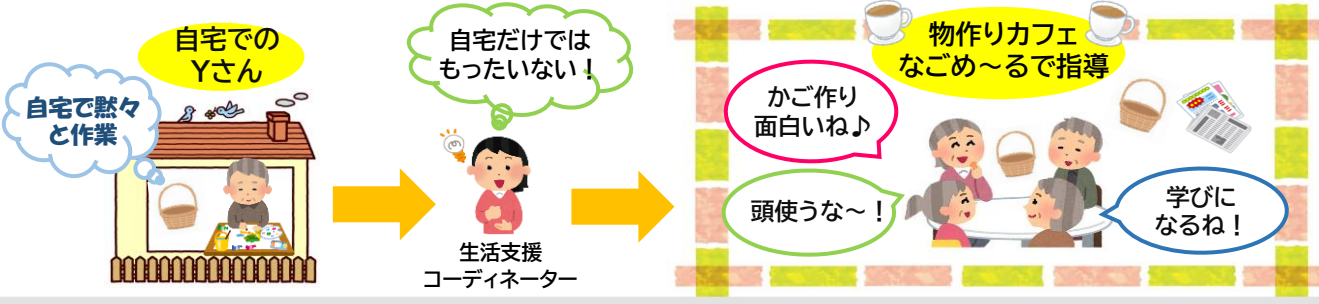 自宅での
Yさん
自宅で黙々
と作業
自宅だけでは
もったいない！
生活支援
コーディネーター
物作りカフェ
なごめ～るで指導
かご作り
面白いね♪
頭使うな～！
学びに
なるね！